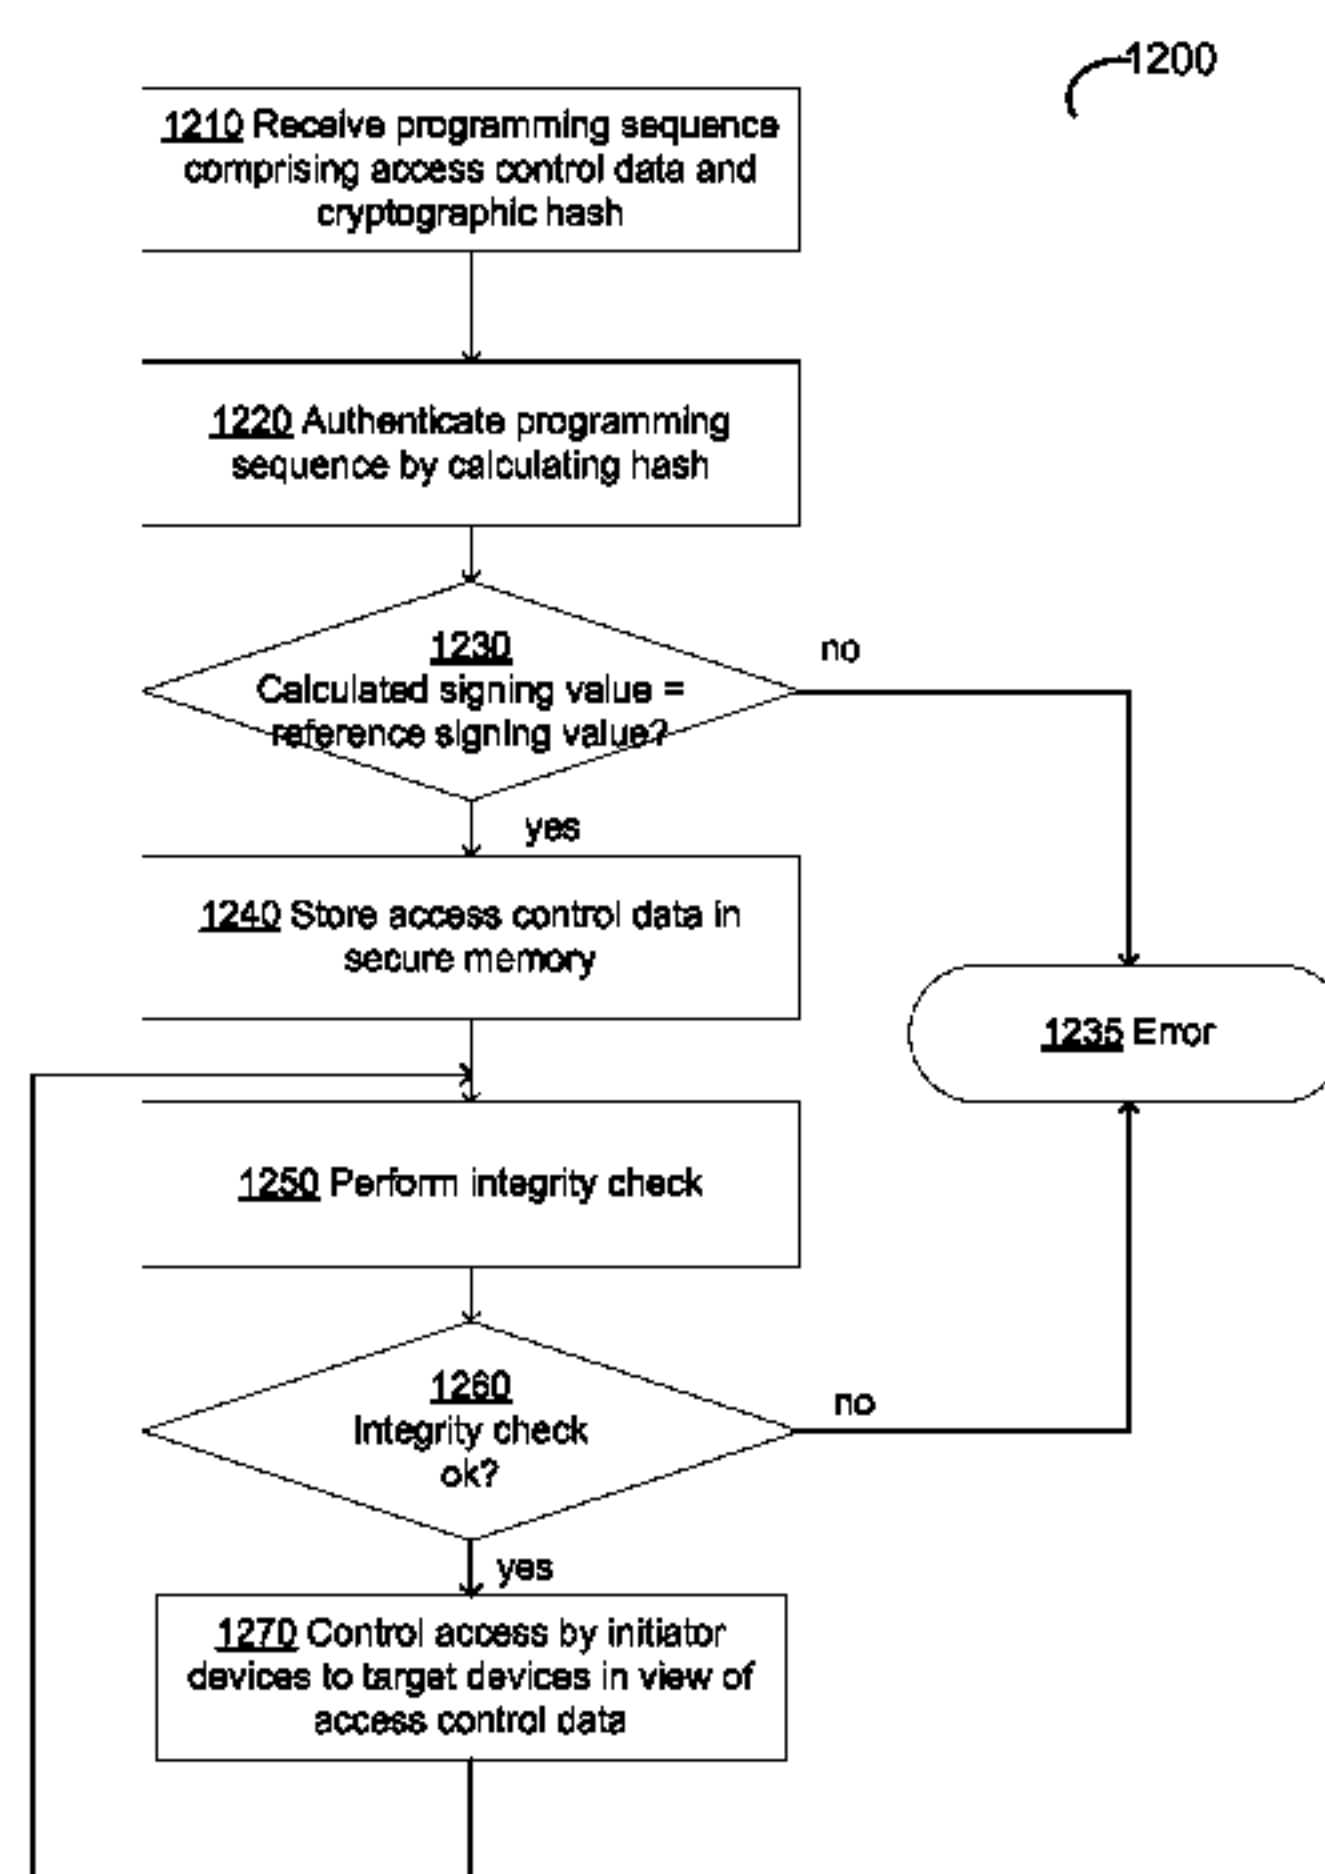 1200
1210 Receive programming sequence
comprising access control data and
cryptographic hash
1220 Authenticate programming
sequence by calculating hash
1230
Calculated signing value =
reference signing value?
no
yes
1240 Store access control data in
secure memory
1235 Error
1250 Perform integrity check
1260
Integrity check
ok?
no
yes
1270 Control access by initiator
devices to target devices in view of
access control data